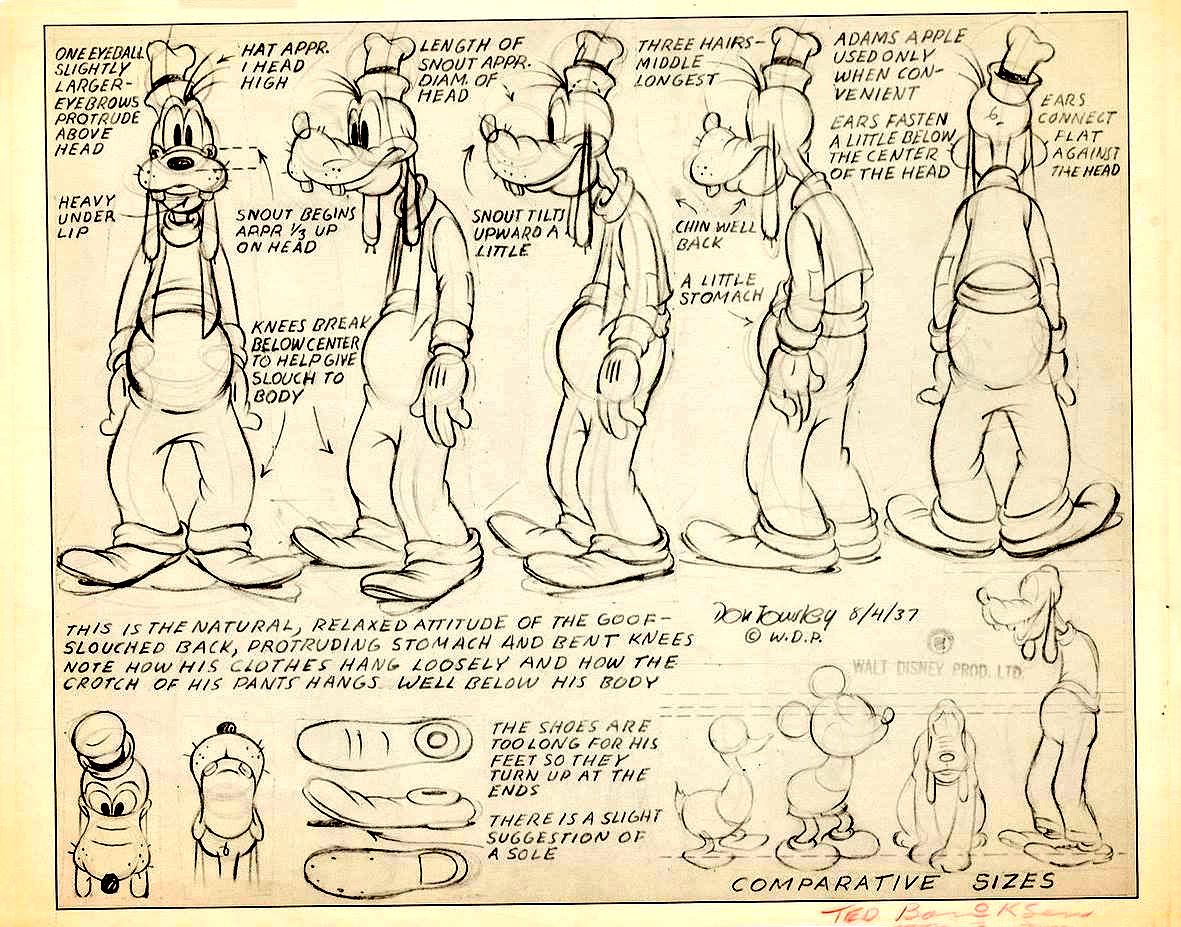 ONE EYEBALL
SLIGHTLY
LARGER-
EYEBROWS
PROTRUDE
ABOVE
HEAD
HAT APPR.
1 HEAD
HIGH
LENGTH OF
SNOUT APPR.
DIAM. OF
HEAD
THREE HAIRS-
MIDDLE
LONGEST
ADAMS APPLE
USED ONLY
WHEN CON-
VENIENT
EARS FASTEN
A LITTLE BELOW
THE CENTER
OF THE HEAD
EARS
CONNECT
FLAT
AGAINST
THE HEAD
HEAVY
UNDER
LIP
SNOUT BEGINS
APPR ⅓ UP
ON HEAD
SNOUT TILTS
UPWARD A
LITTLE
CHIN WELL
BACK
A LITTLE
STOMACH
KNEES BREAK
BELOW CENTER
TO HELP GIVE
SLOUCH TO
BODY
THIS IS THE NATURAL, RELAXED ATTITUDE OF THE GOOF-
SLOUCHED BACK, PROTRUDING STOMACH AND BENT KNEES
NOTE HOW HIS CLOTHES HANG LOOSELY AND HOW THE
CROTCH OF HIS PANTS HANGS WELL BELOW HIS BODY
Don Towsley 8/4/37
© W.D.P.
WALT DISNEY PROD. LTD.
THE SHOES ARE
TOO LONG FOR HIS
FEET SO THEY
TURN UP AT THE
ENDS
THERE IS A SLIGHT
SUGGESTION OF
A SOLE
COMPARATIVE SIZES
TED